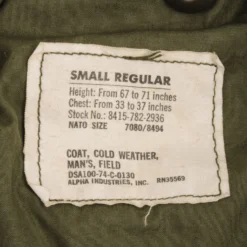 SMALL REGULAR
Height: From 67 to 71 inches
Chest: From 33 to 37 inches
Stock No.: 8415-782-2936
NATO SIZE 7080/8494
COAT, COLD WEATHER,
MAN'S, FIELD
DSA100-74-C-0130
ALPHA INDUSTRIES, INC. RN35569